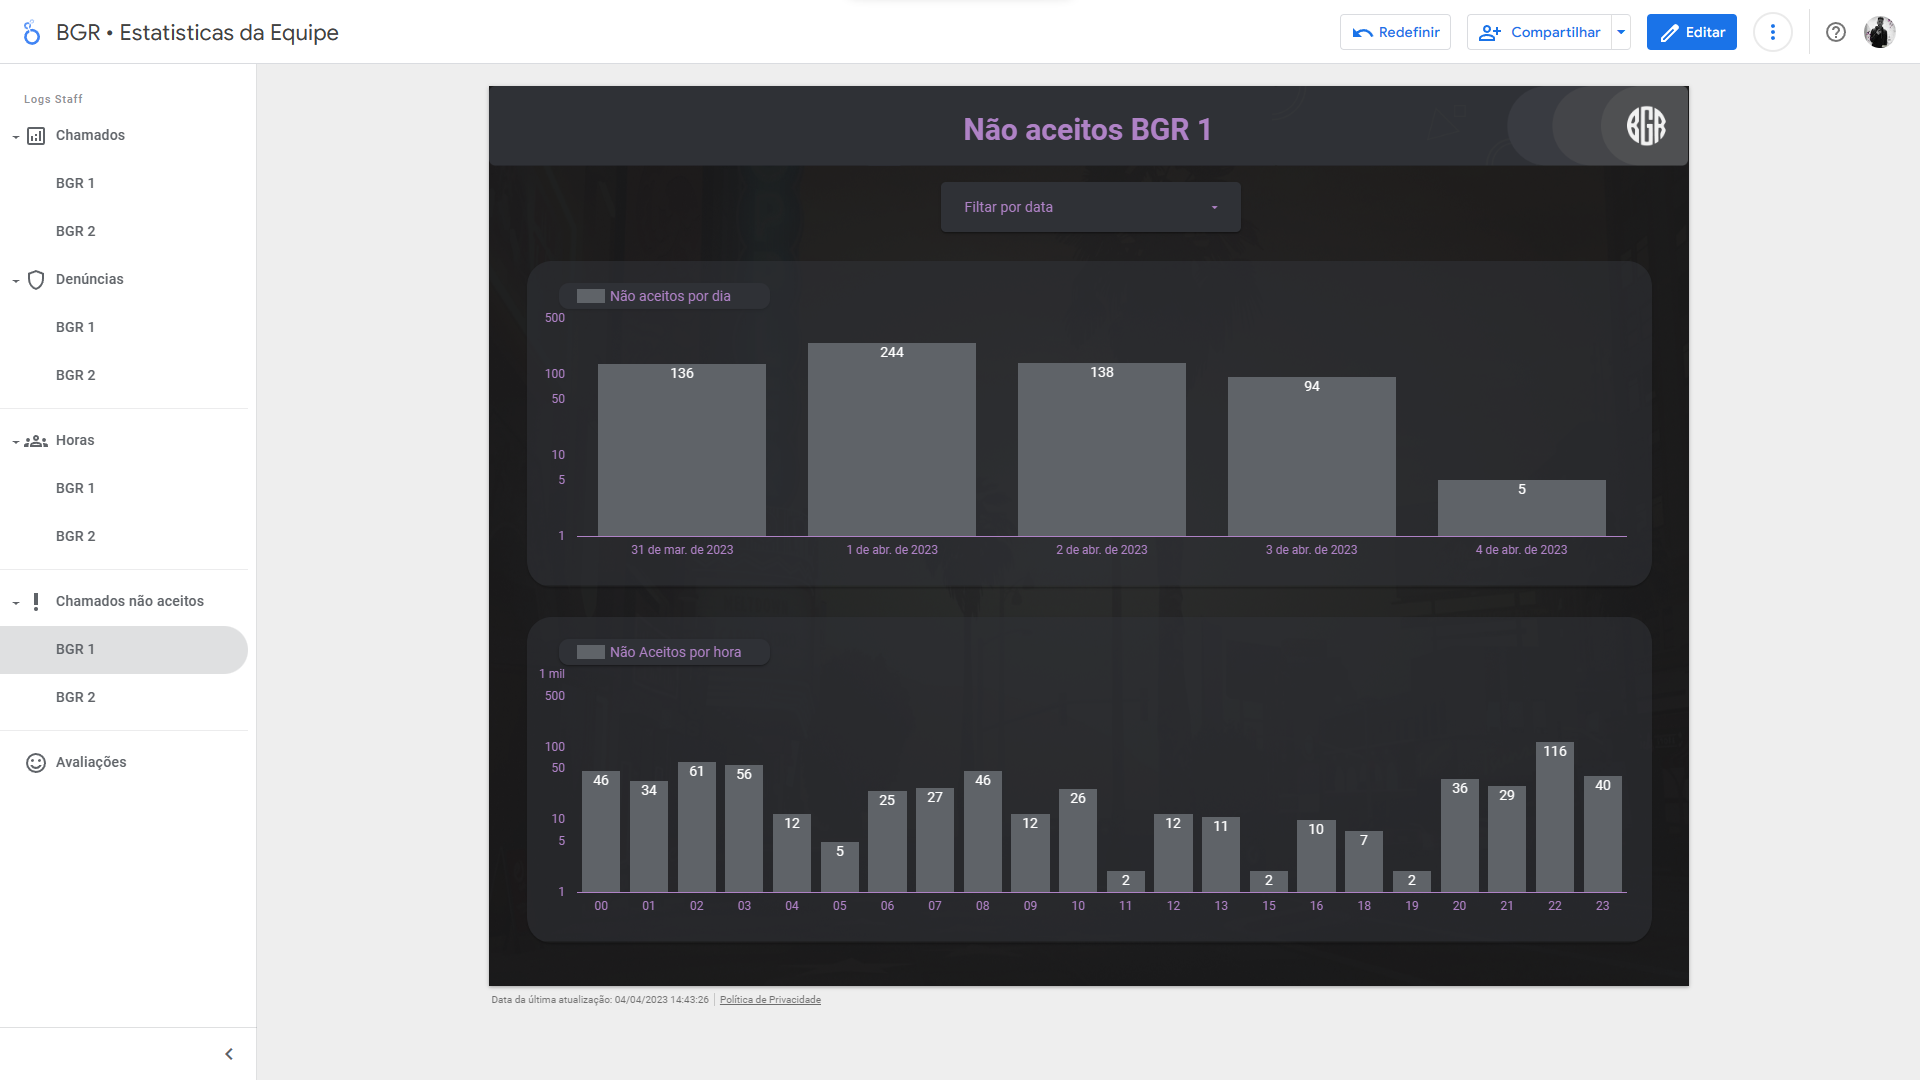 BGR • Estatisticas da Equipe
Redefinir
Compartilhar
Editar
Logs Staff
Chamados
BGR 1
BGR 2
Denúncias
BGR 1
BGR 2
Horas
BGR 1
BGR 2
Chamados não aceitos
BGR 1
BGR 2
Avaliações
Não aceitos BGR 1
BGR
Filtar por data
Não aceitos por dia
500
100
50
10
5
1
136
244
138
94
5
31 de mar. de 2023
1 de abr. de 2023
2 de abr. de 2023
3 de abr. de 2023
4 de abr. de 2023
Não Aceitos por hora
1 mil
500
100
50
10
5
1
46 34 61 56 12 5 25 27 46 12 26 2 12 11 2 10 7 2 36 29 116 40
00 01 02 03 04 05 06 07 08 09 10 11 12 13 15 16 18 19 20 21 22 23
Data da última atualização: 04/04/2023 14:43:26
Política de Privacidade